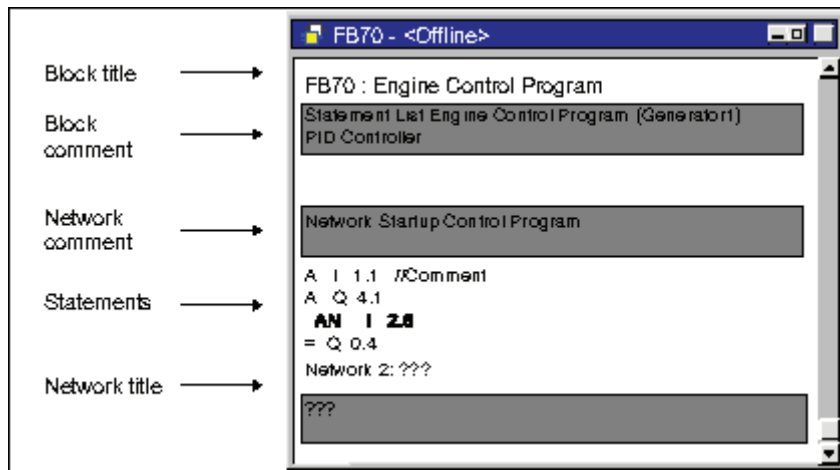 FB70 - <Offline>
Block title
FB70 : Engine Control Program
Block
comment
Statement List Engine Control Program (Generator1)
PID Controller
Network
comment
Network Startup Control Program
Statements
A I 1.1 //Comment
A Q 4.1
AN I 2.6
= Q 0.4
Network title
Network 2: ???
???